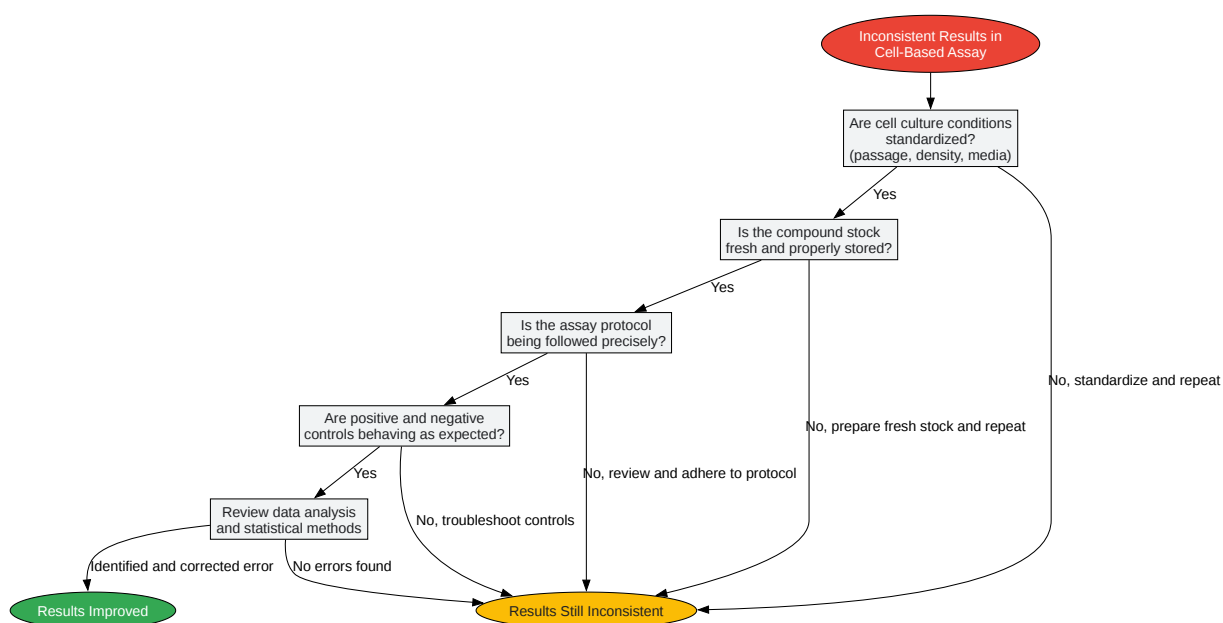 Inconsistent Results in
Cell-Based Assay
Are cell culture conditions
standardized?
(passage, density, media)
Yes
Is the compound stock
fresh and properly stored?
Yes
Is the assay protocol
being followed precisely?
Yes
No, standardize and repeat
Are positive and negative
controls behaving as expected?
No, prepare fresh stock and repeat
Yes
No, review and adhere to protocol
Review data analysis
and statistical methods
No, troubleshoot controls
Identified and corrected error
No errors found
Results Improved
Results Still Inconsistent